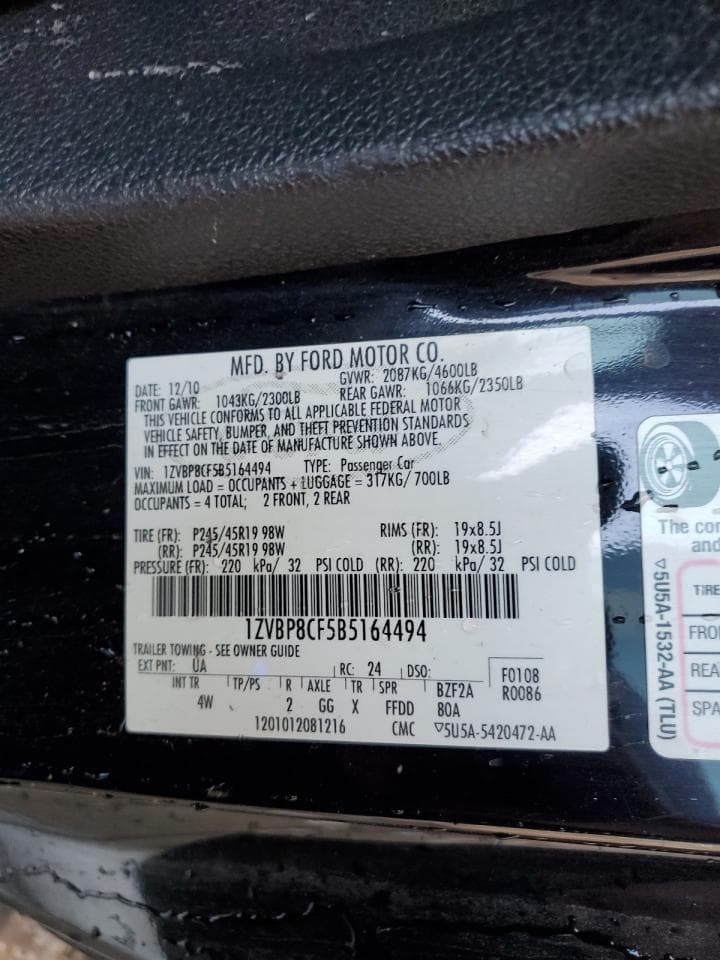 MFD. BY FORD MOTOR CO.
DATE: 12/10 GVWR: 2087KG/4600LB
FRONT GAWR: 1043KG/2300LB REAR GAWR: 1066KG/2350LB
THIS VEHICLE CONFORMS TO ALL APPLICABLE FEDERAL MOTOR
VEHICLE SAFETY, BUMPER, AND THEFT PREVENTION STANDARDS
IN EFFECT ON THE DATE OF MANUFACTURE SHOWN ABOVE.
VIN: 1ZVBP8CF5B5164494 TYPE: Passenger Car
MAXIMUM LOAD = OCCUPANTS + LUGGAGE = 317KG/ 700LB
OCCUPANTS = 4 TOTAL; 2 FRONT, 2 REAR
TIRE (FR): P245/45R19 98W RIMS (FR): 19x8.5J
(RR): P245/45R19 98W (RR): 19x8.5J
PRESSURE (FR): 220 kPa/ 32 PSI COLD (RR): 220 kPa/ 32 PSI COLD
1ZVBP8CF5B5164494
TRAILER TOWING - SEE OWNER GUIDE
EXT PNT: UA RC: 24 DSO: F0108
INT TR TP/PS R AXLE TR SPR BZF2A R0086
4W 2 GG X FFDD 80A
1201012081216 CMC ▽5U5A-5420472-AA
The con
and
TIRE
FRO
REA
SPA
▽5U5A-1532-AA (TLU)